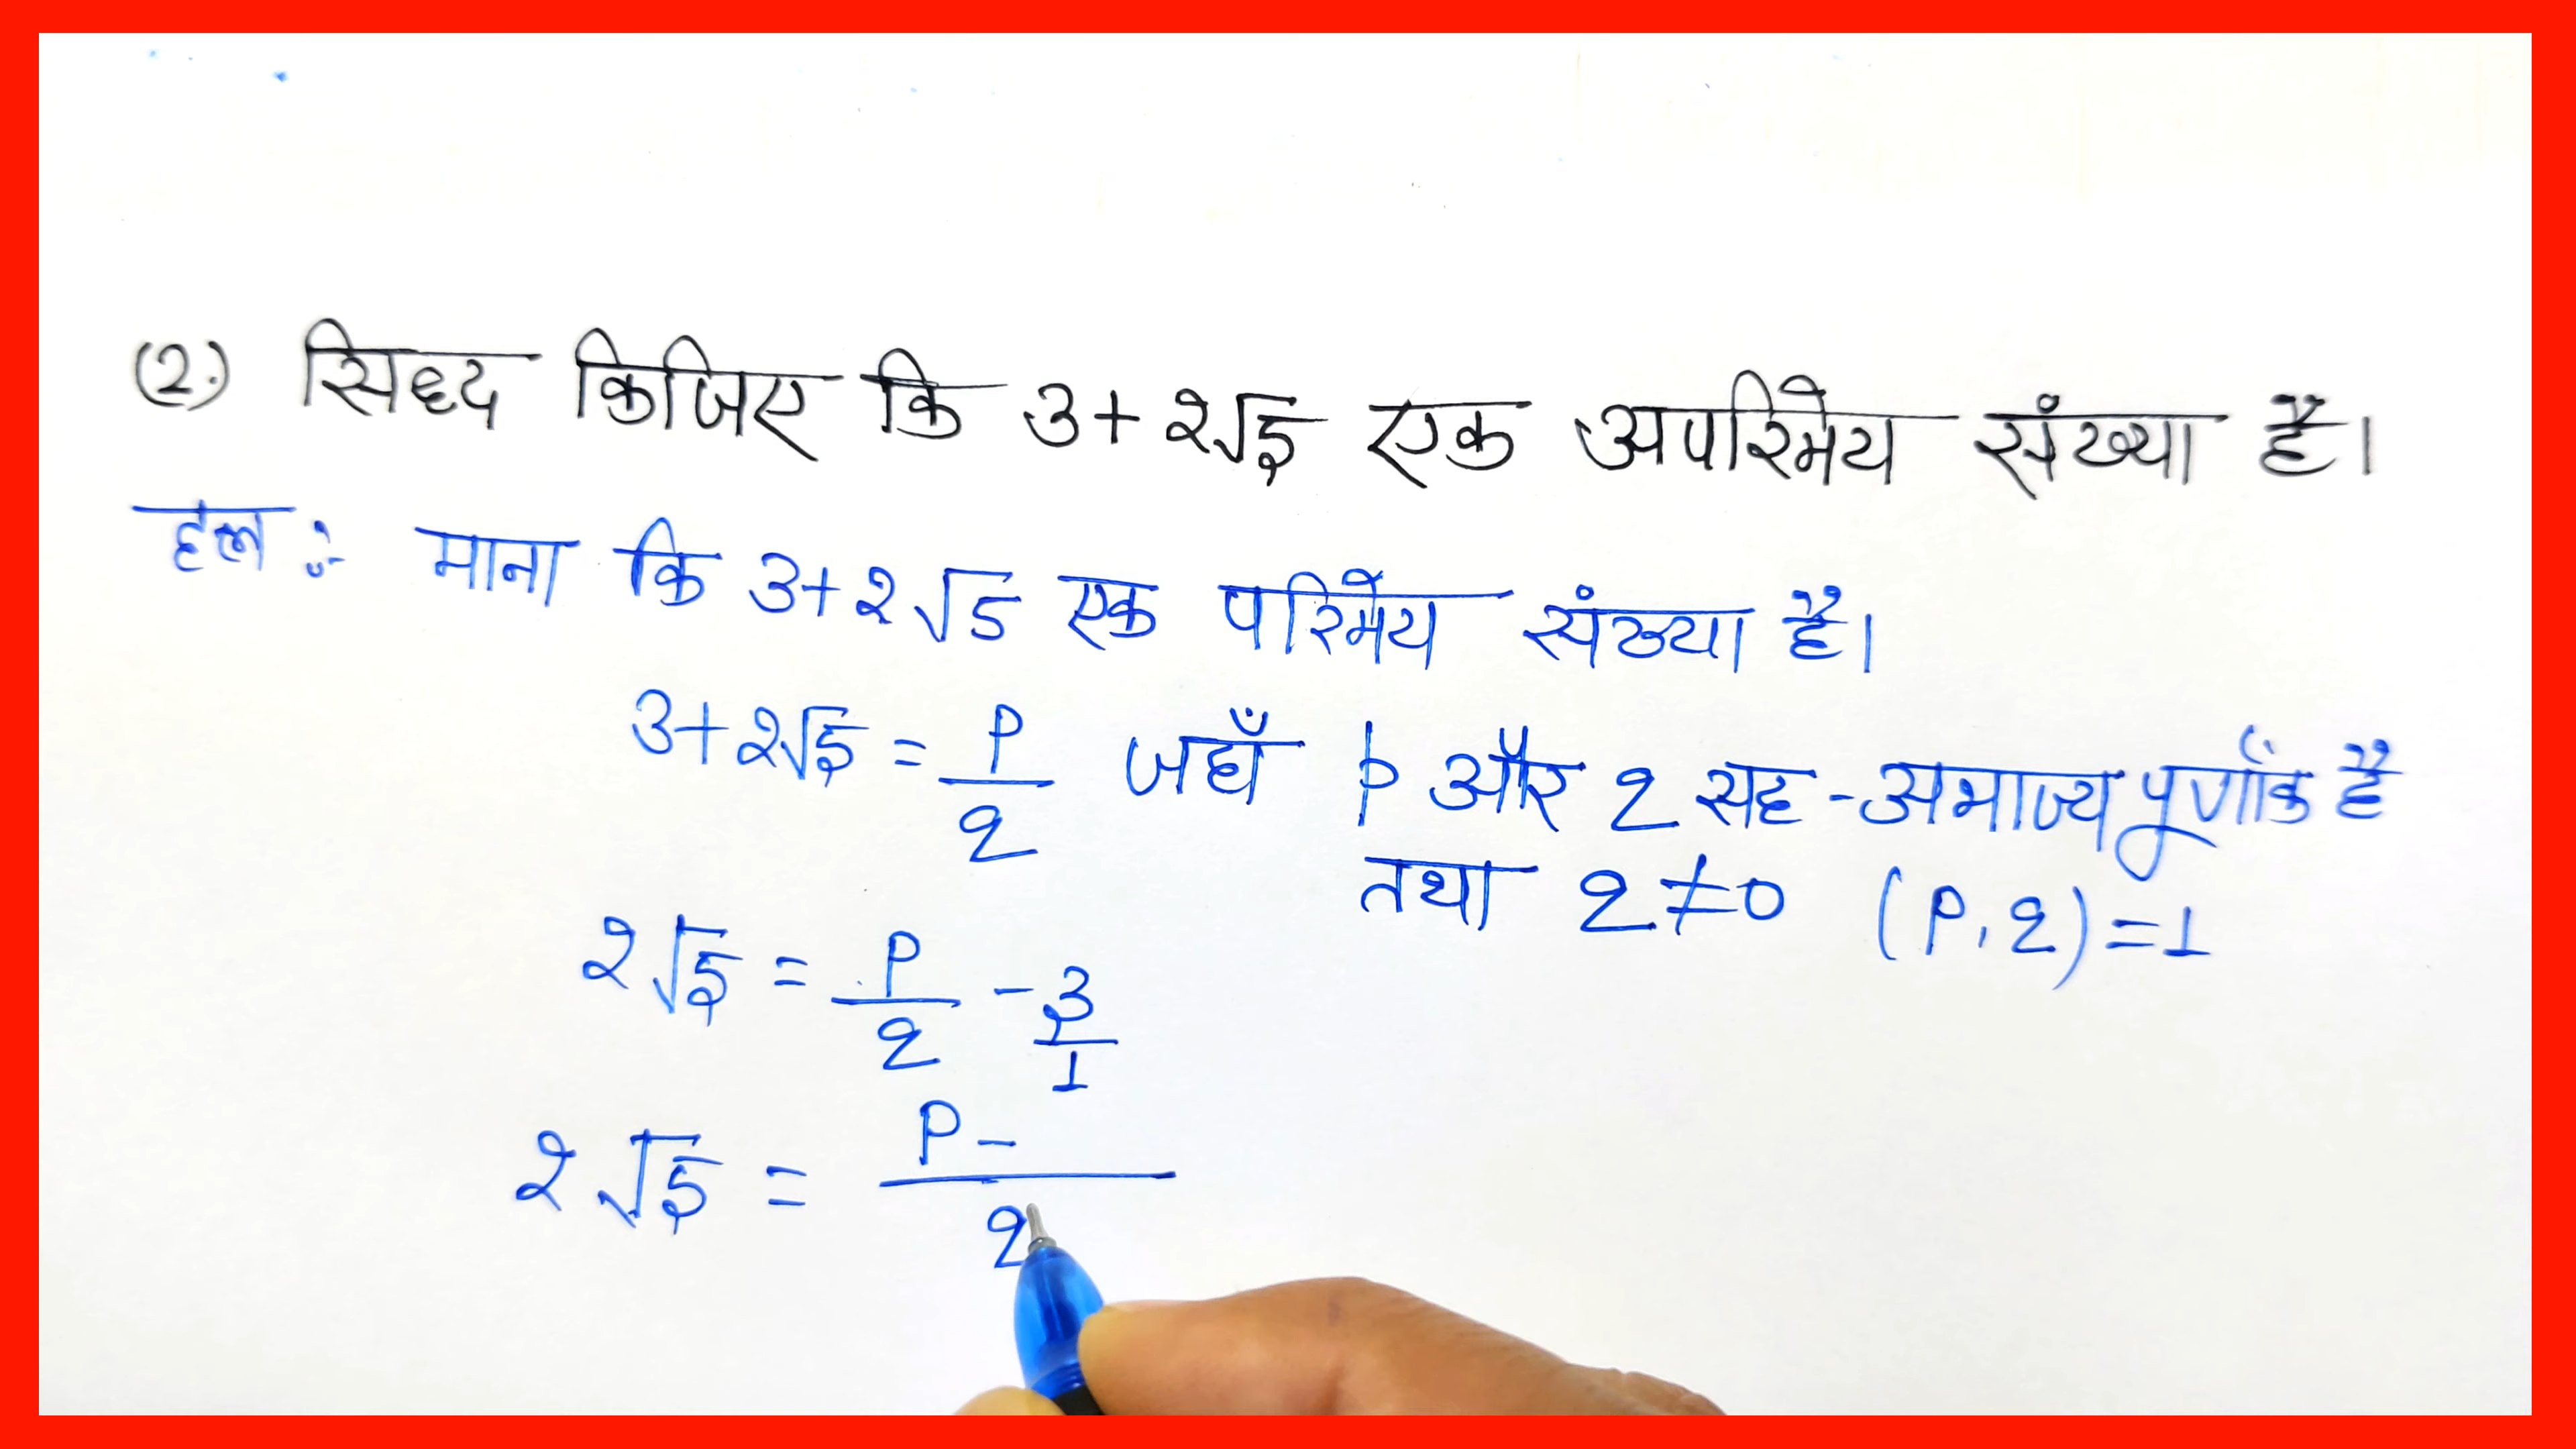 (2.) सिध्द किजिए कि 3+2√5 एक अपरिमेय संख्या है।
हल :- माना कि 3+2√5 एक परिमेय संख्या है।
3+2√5 = P/q जहाँ p और q सह-अभाज्य पूर्णांक है
तथा q≠0 (P, q)=1
2√5 = P/q - 3/1
2√5 = P-/q